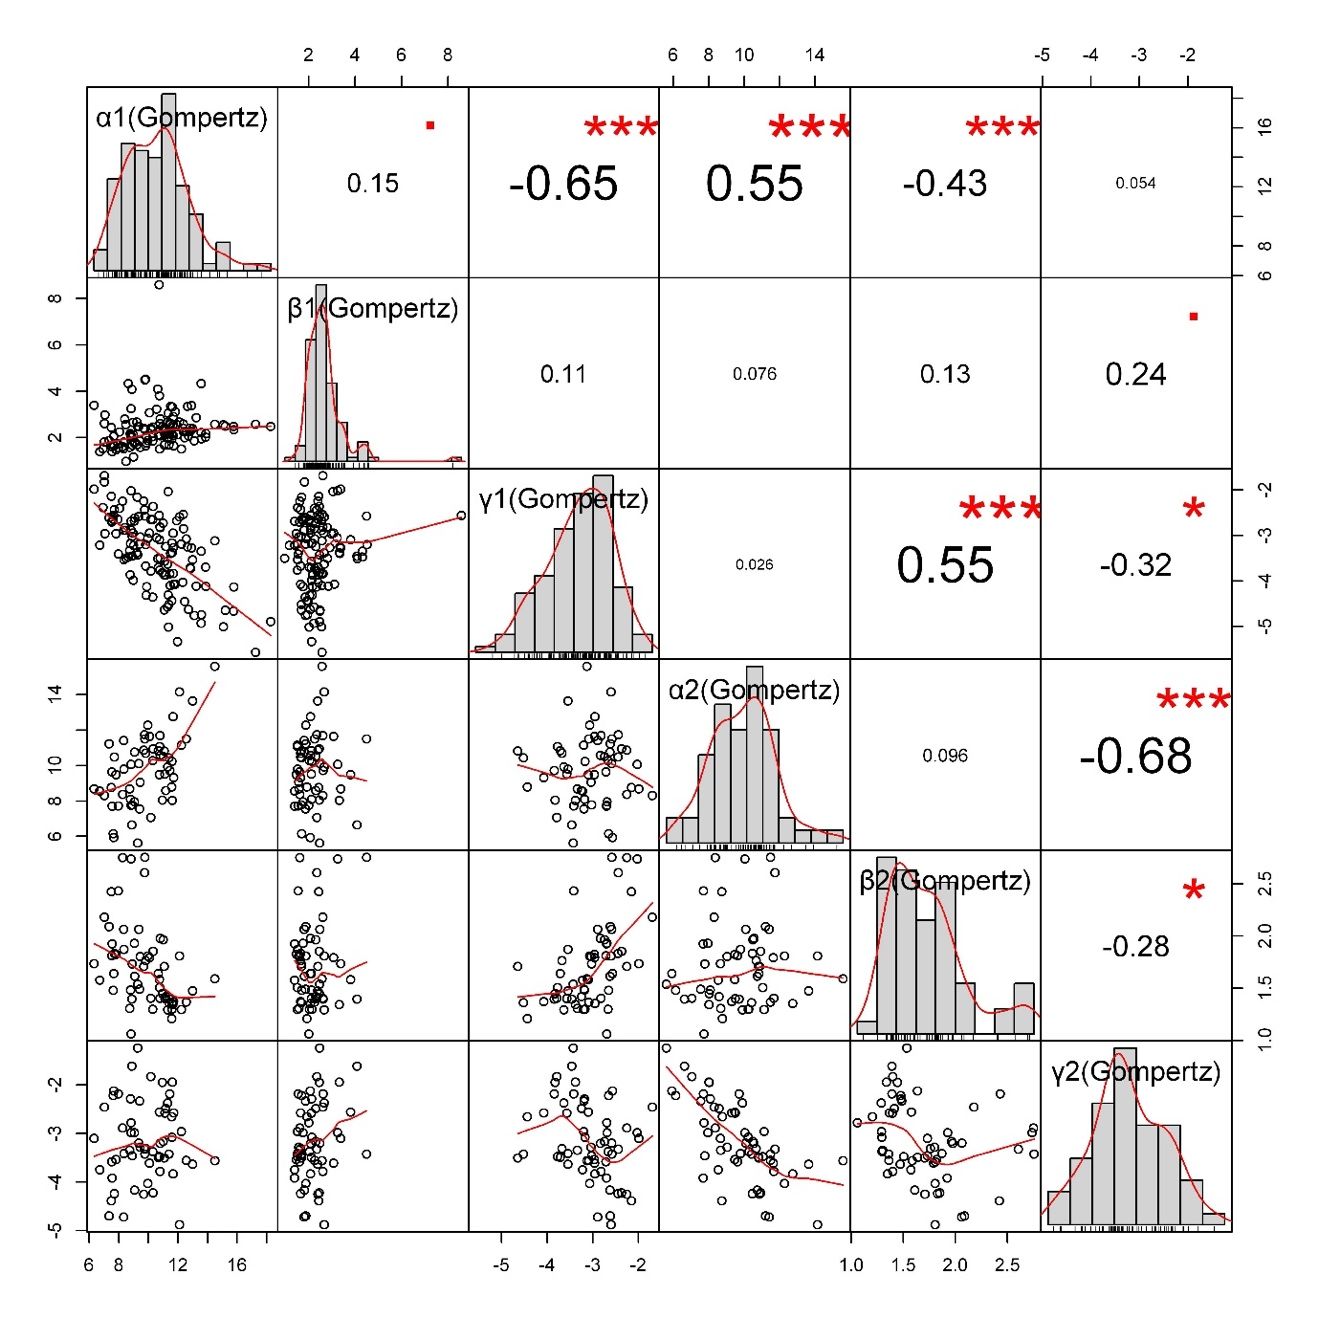 2 4 6 8 6 8 10 14 -5 -4 -3 -2
α1(Gompertz) 0.15 *** -0.65 *** 0.55 *** -0.43 0.054 6 8 12 16
2 4 6 8 β1(Gompertz) 0.11 0.076 0.13 0.24
γ1(Gompertz) 0.026 *** 0.55 * -0.32 -5 -4 -3 -2
6 8 10 14 α2(Gompertz) 0.096 *** -0.68
β2(Gompertz) * -0.28 1.0 1.5 2.0 2.5
-5 -4 -3 -2 γ2(Gompertz)
6 8 12 16 -5 -4 -3 -2 1.0 1.5 2.0 2.5